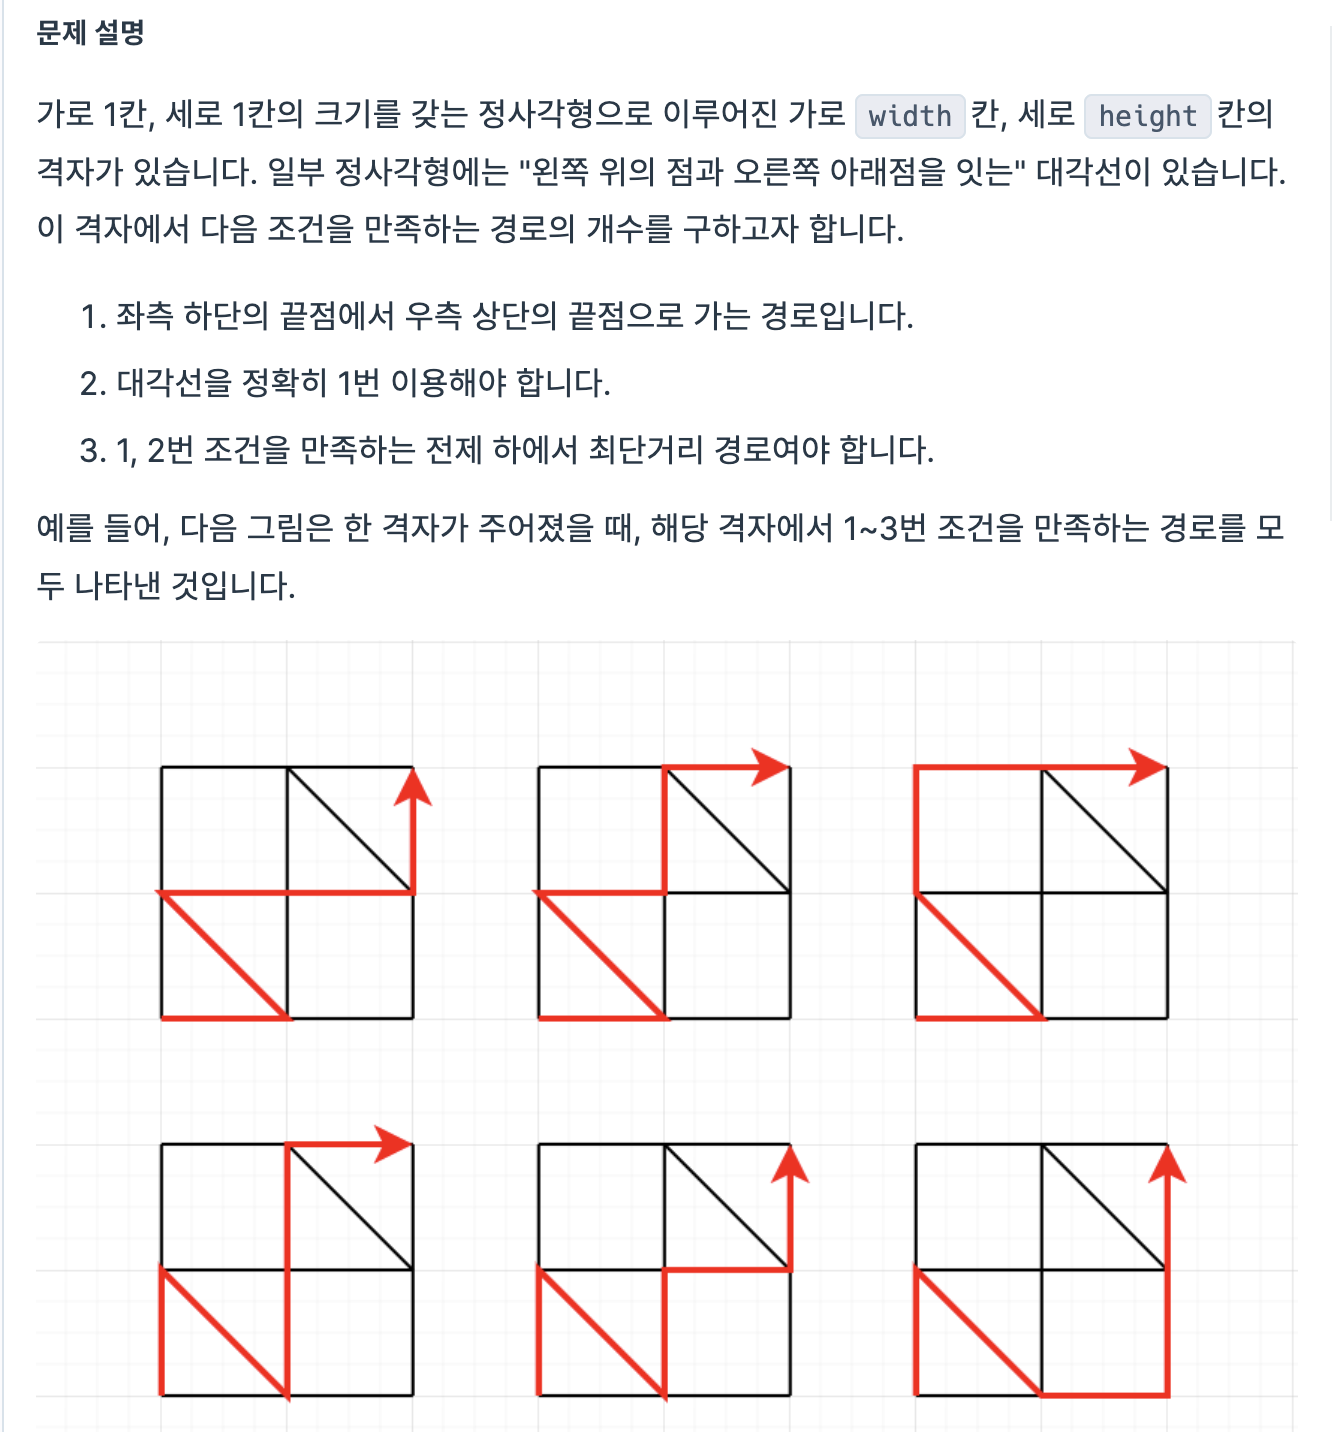 문제 설명
가로 1칸, 세로 1칸의 크기를 갖는 정사각형으로 이루어진 가로 width 칸, 세로 height 칸의
격자가 있습니다. 일부 정사각형에는 "왼쪽 위의 점과 오른쪽 아래점을 잇는" 대각선이 있습니다.
이 격자에서 다음 조건을 만족하는 경로의 개수를 구하고자 합니다.
1. 좌측 하단의 끝점에서 우측 상단의 끝점으로 가는 경로입니다.
2. 대각선을 정확히 1번 이용해야 합니다.
3. 1, 2번 조건을 만족하는 전제 하에서 최단거리 경로여야 합니다.
예를 들어, 다음 그림은 한 격자가 주어졌을 때, 해당 격자에서 1~3번 조건을 만족하는 경로를 모
두 나타낸 것입니다.